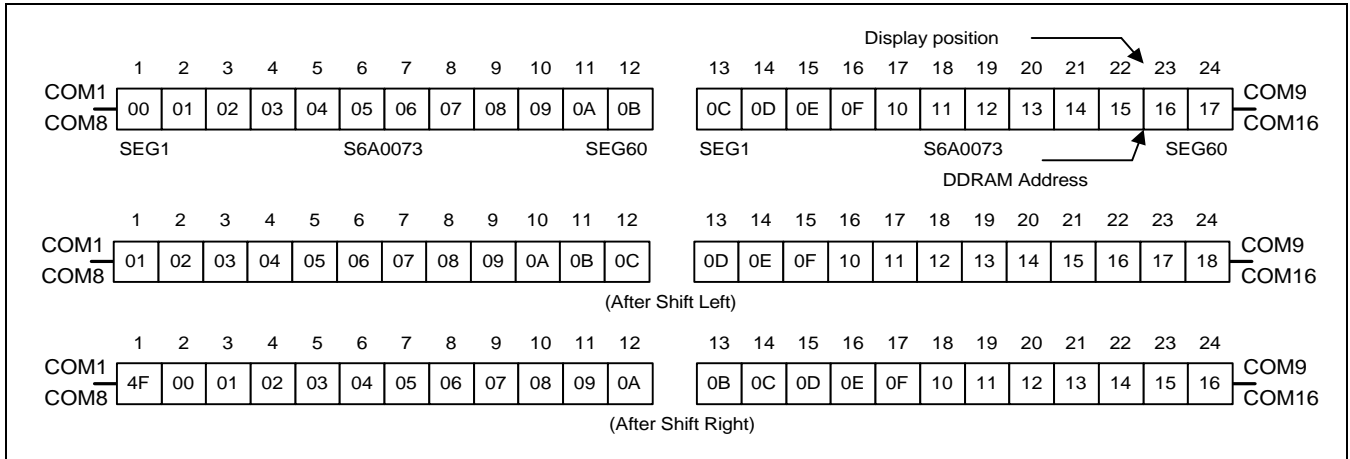 Display position
1 2 3 4 5 6 7 8 9 10 11 12 13 14 15 16 17 18 19 20 21 22 23 24
COM1 COM9
00 01 02 03 04 05 06 07 08 09 0A 0B 0C 0D 0E 0F 10 11 12 13 14 15 16 17
COM8 COM16
SEG1 S6A0073 SEG60 SEG1 S6A0073 SEG60
DDRAM Address
1 2 3 4 5 6 7 8 9 10 11 12 13 14 15 16 17 18 19 20 21 22 23 24
COM1 COM9
01 02 03 04 05 06 07 08 09 0A 0B 0C 0D 0E 0F 10 11 12 13 14 15 16 17 18
COM8 COM16
(After Shift Left)
1 2 3 4 5 6 7 8 9 10 11 12 13 14 15 16 17 18 19 20 21 22 23 24
COM1 COM9
4F 00 01 02 03 04 05 06 07 08 09 0A 0B 0C 0D 0E 0F 10 11 12 13 14 15 16
COM8 COM16
(After Shift Right)